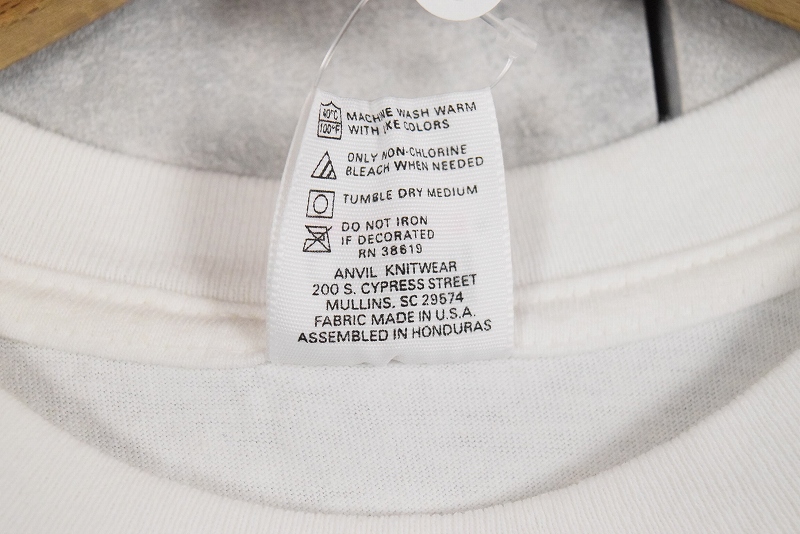 40°C
100°F
MACHINE WASH WARM
WITH LIKE COLORS
ONLY NON-CHLORINE
BLEACH WHEN NEEDED
TUMBLE DRY MEDIUM
DO NOT IRON
IF DECORATED
RN 38619
ANVIL KNITWEAR
200 S. CYPRESS STREET
MULLINS, SC 29574
FABRIC MADE IN U.S.A.
ASSEMBLED IN HONDURAS